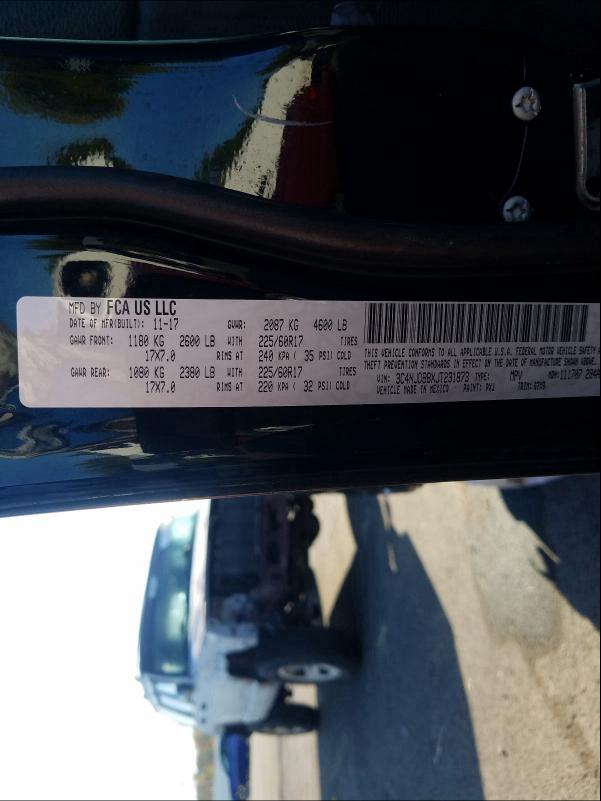 MFD BY FCA US LLC
DATE OF MFR(BUILT): 11-17 GVWR: 2087 KG 4600 LB
GAWR FRONT: 1180 KG 2600 LB WITH 225/60R17 TIRES
17X7.0 RIMS AT 240 KPA ( 35 PSI) COLD
GAWR REAR: 1080 KG 2380 LB WITH 225/60R17 TIRES
17X7.0 RIMS AT 220 KPA ( 32 PSI) COLD
THIS VEHICLE CONFORMS TO ALL APPLICABLE U.S.A. FEDERAL MOTOR VEHICLE SAFETY
THEFT PREVENTION STANDARDS IN EFFECT ON THE DATE OF MANUFACTURE SHOWN ABOVE.
VIN: 3C4NJDBBXJT231873 TYPE: MPV MDH: 111707
VEHICLE MADE IN MEXICO PAINT: TRIM: